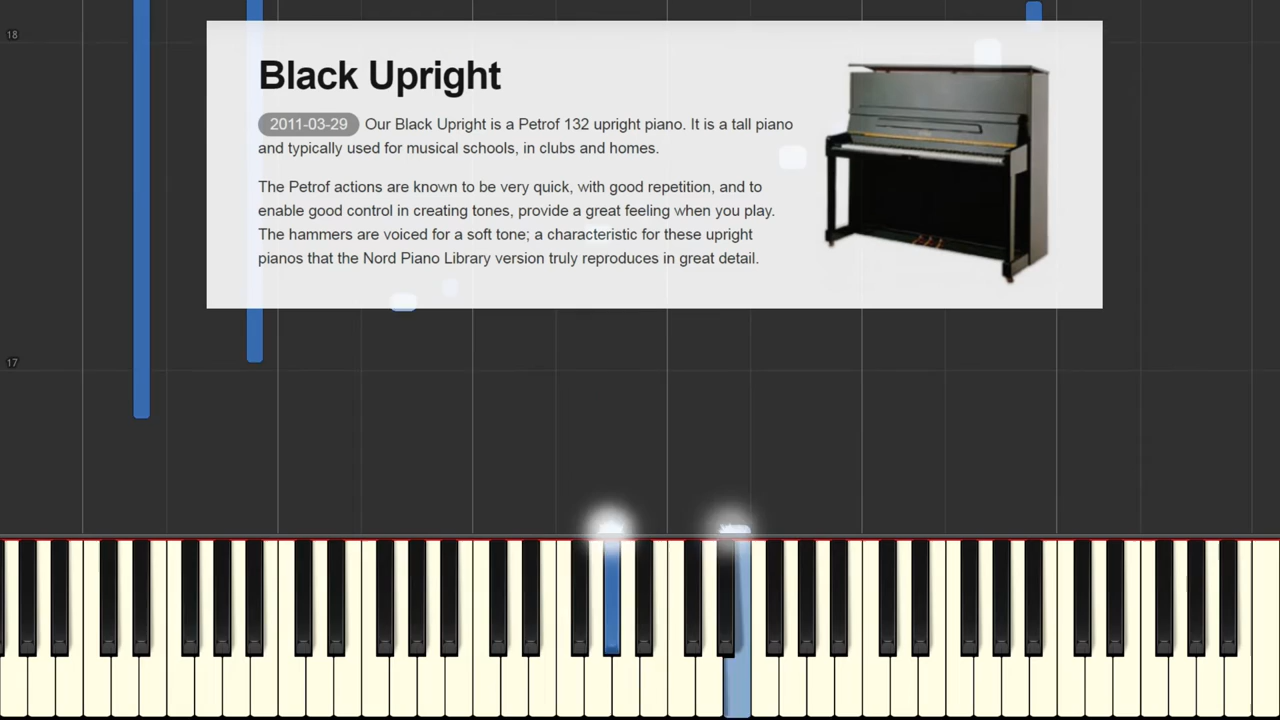 18
Black Upright
2011-03-29 Our Black Upright is a Petrof 132 upright piano. It is a tall piano
and typically used for musical schools, in clubs and homes.
The Petrof actions are known to be very quick, with good repetition, and to
enable good control in creating tones, provide a great feeling when you play.
The hammers are voiced for a soft tone; a characteristic for these upright
pianos that the Nord Piano Library version truly reproduces in great detail.
17